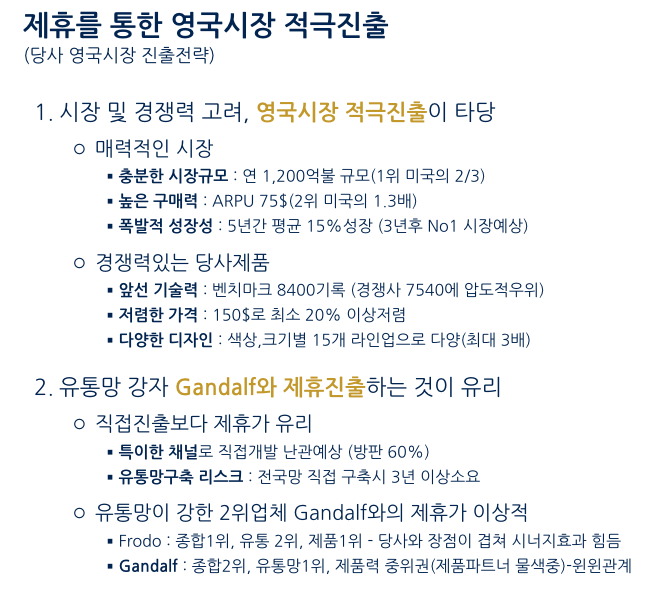 제휴를 통한 영국시장 적극진출
(당사 영국시장 진출전략)
1. 시장 및 경쟁력 고려, 영국시장 적극진출이 타당
○ 매력적인 시장
▪ 충분한 시장규모 : 연 1,200억불 규모(1위 미국의 2/3)
▪ 높은 구매력 : ARPU 75$(2위 미국의 1.3배)
▪ 폭발적 성장성 : 5년간 평균 15%성장 (3년후 No1 시장예상)
○ 경쟁력있는 당사제품
▪ 앞선 기술력 : 벤치마크 8400기록 (경쟁사 7540에 압도적우위)
▪ 저렴한 가격 : 150$로 최소 20% 이상저렴
▪ 다양한 디자인 : 색상,크기별 15개 라인업으로 다양(최대 3배)
2. 유통망 강자 Gandalf와 제휴진출하는 것이 유리
○ 직접진출보다 제휴가 유리
▪ 특이한 채널로 직접개발 난관예상 (방판 60%)
▪ 유통망구축 리스크 : 전국망 직접 구축시 3년 이상소요
○ 유통망이 강한 2위업체 Gandalf와의 제휴가 이상적
▪ Frodo : 종합1위, 유통 2위, 제품1위 - 당사와 장점이 겹쳐 시너지효과 힘듬
▪ Gandalf : 종합2위, 유통망1위, 제품력 중위권(제품파트너 물색중)-윈윈관계